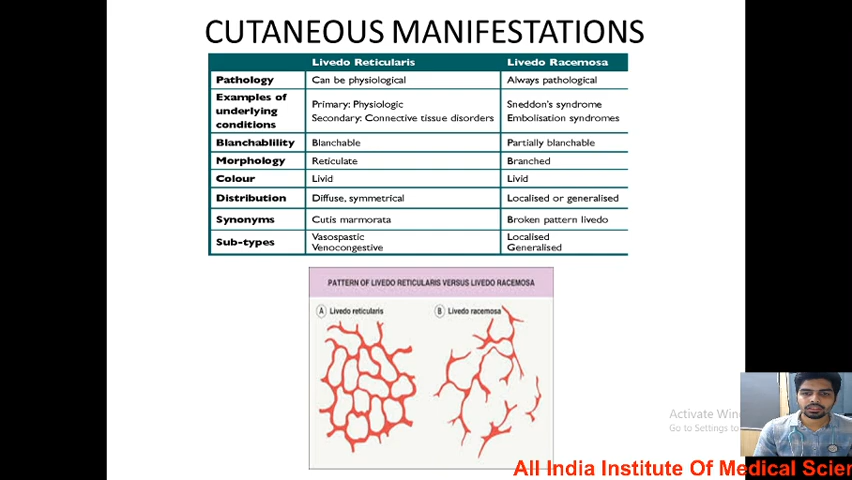 CUTANEOUS MANIFESTATIONS
Livedo Reticularis Livedo Racemosa
Pathology Can be physiological Always pathological
Examples of underlying conditions Primary: Physiologic Sneddon's syndrome
Secondary: Connective tissue disorders Embolisation syndromes
Blanchablility Blanchable Partially blanchable
Morphology Reticulate Branched
Colour Livid Livid
Distribution Diffuse, symmetrical Localised or generalised
Synonyms Cutis marmorata Broken pattern livedo
Sub-types Vasospastic Localised
Venocongestive Generalised
PATTERN OF LIVEDO RETICULARIS VERSUS LIVEDO RACEMOSA
A Livedo reticularis B Livedo racemosa
Activate Win
Go to Settings to
All India Institute Of Medical Scien